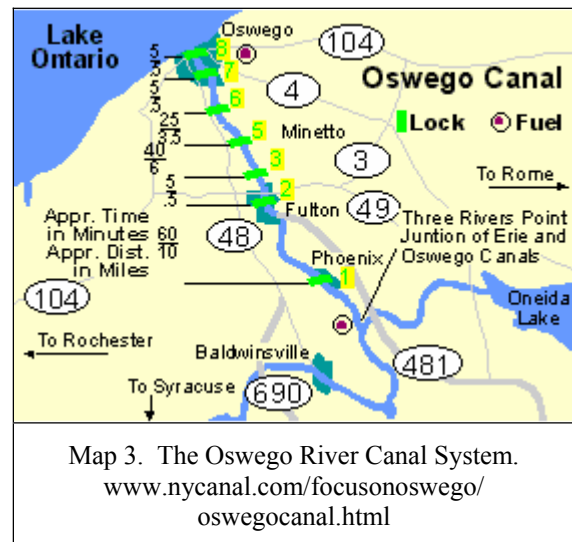 Lake
Ontario
Oswego
104
Oswego Canal
Lock
Fuel
8
7
6
5
3
2
1
4
Minetto
3
To Rome
Fulton
49
48
Appr. Time
in Minutes 60
Appr. Dist. 10
in Miles
Three Rivers Point
Juntion of Erie and
Oswego Canals
Phoenix
104
Oneida
Lake
To Rochester
Baldwinsville
481
To Syracuse
690
25
40
6
Map 3. The Oswego River Canal System.
www.nycanal.com/focusonoswego/
oswegocanal.html